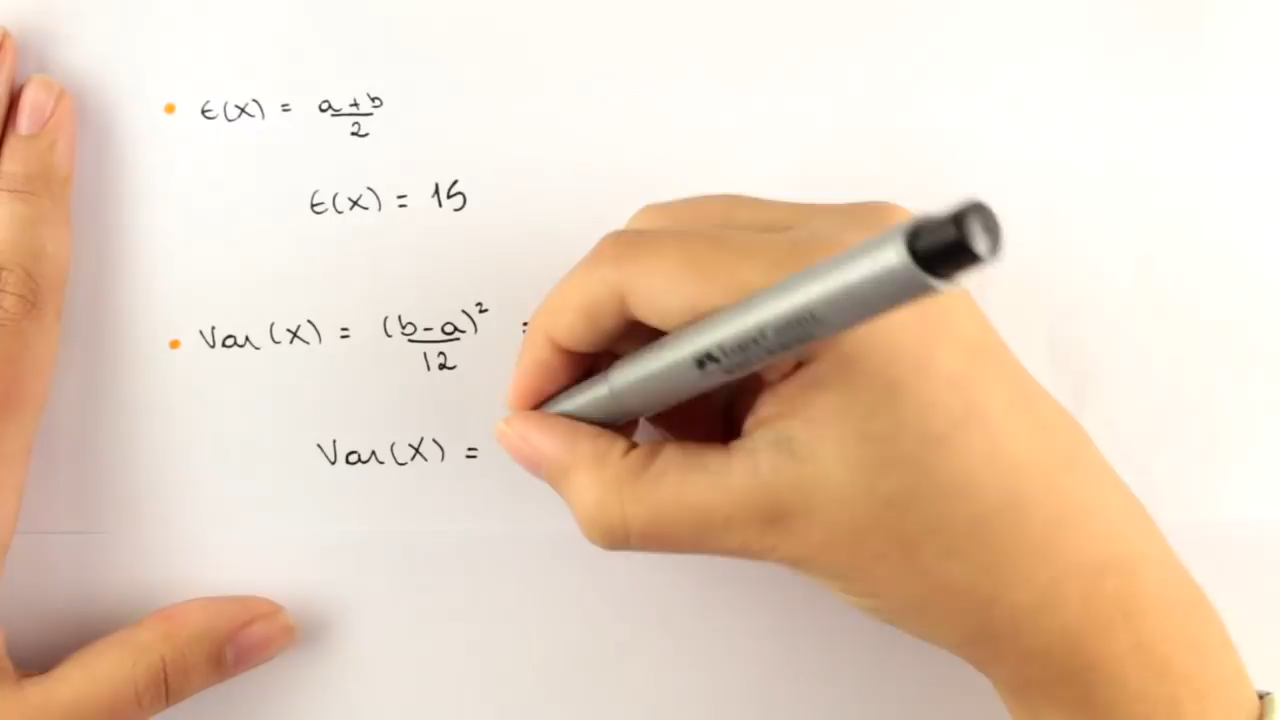 • E(X) = a+b
2
E(X) = 15
• Var(X) = (b-a)² =
12
Var(X) =